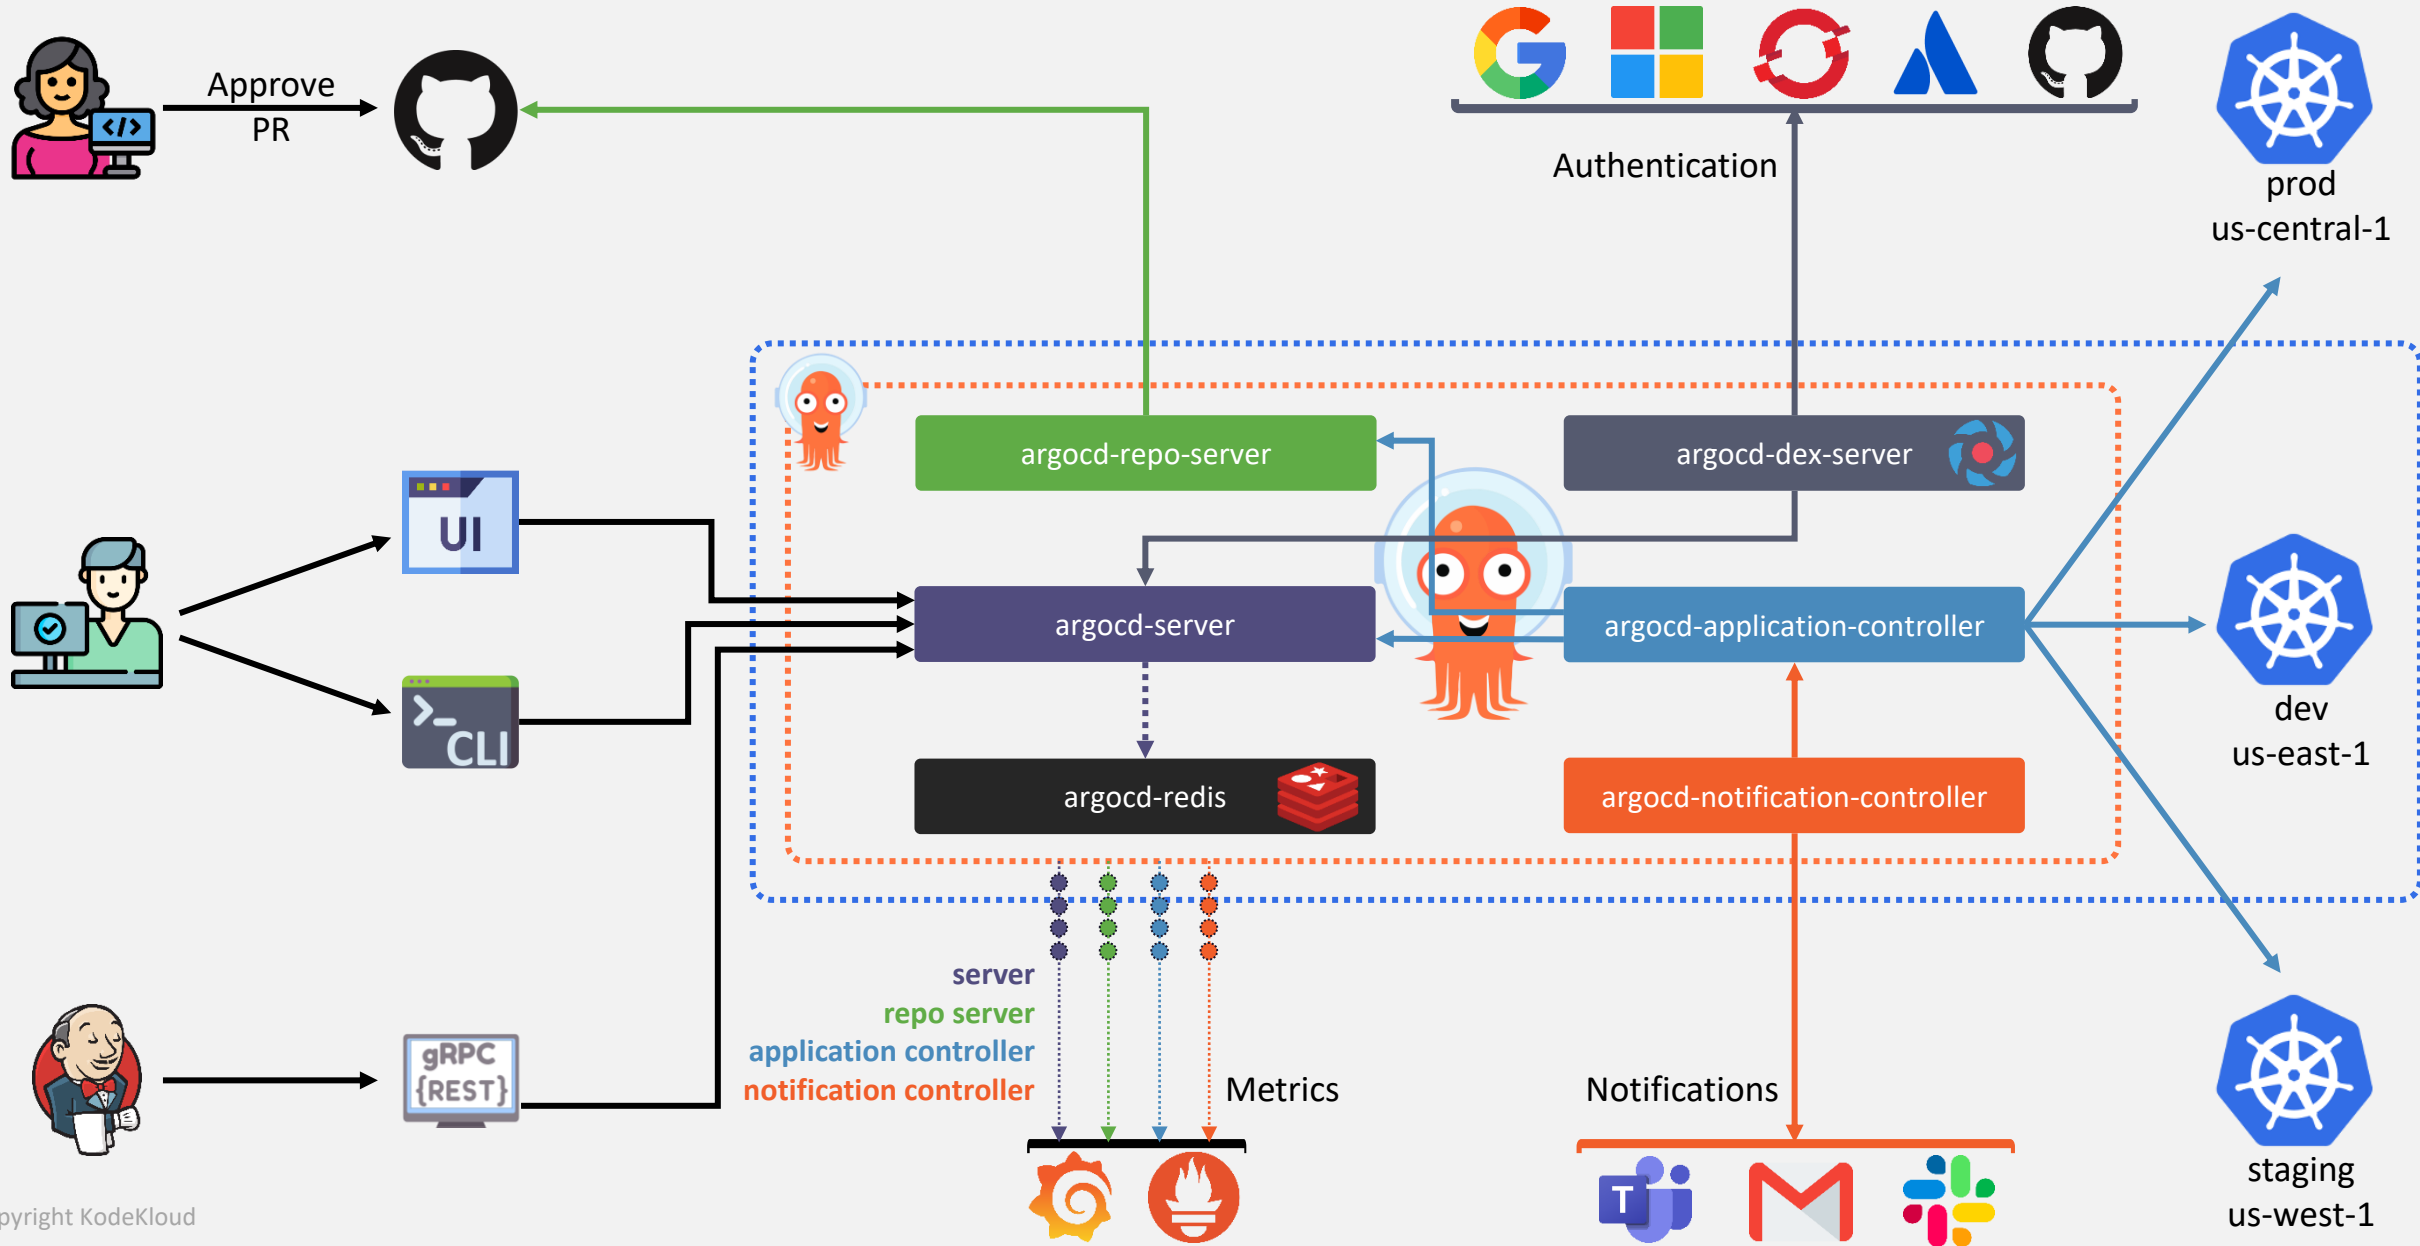 Approve
PR
Authentication
prod
us-central-1
argocd-repo-server
argocd-dex-server
UI
argocd-server
argocd-application-controller
>_
CLI
dev
us-east-1
argocd-redis
argocd-notification-controller
server
repo server
application controller
notification controller
gRPC
{REST}
Metrics
Notifications
T
staging
us-west-1
pyright KodeKloud